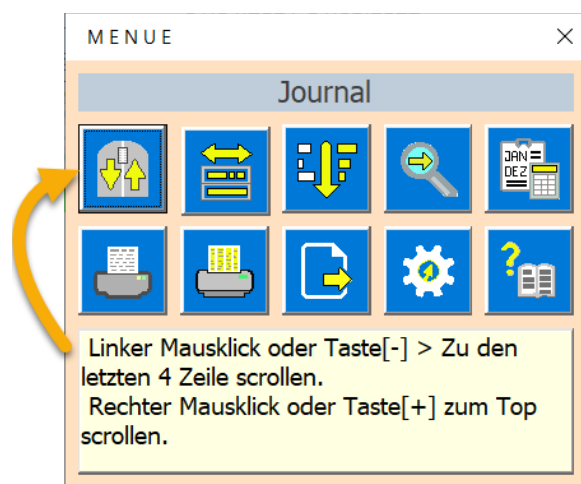 MENUE
Journal
JAN
DEZ
?
Linker Mausklick oder Taste[-] > Zu den
letzten 4 Zeile scrollen.
Rechter Mausklick oder Taste[+] zum Top
scrollen.